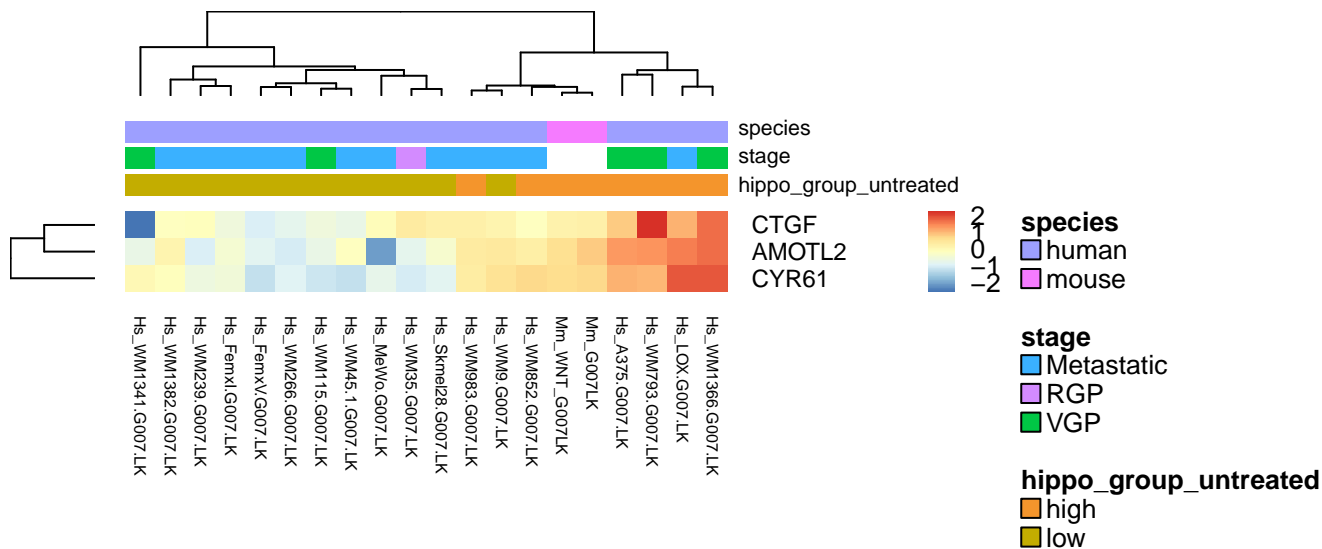 species
stage
hippo_group_untreated
CTGF
AMOTL2
CYR61
2
1
0
−1
−2
Hs_WM1341.G007.LK
Hs_WM1382.G007.LK
Hs_WM239.G007.LK
Hs_FemxI.G007.LK
Hs_FemxV.G007.LK
Hs_WM266.G007.LK
Hs_WM115.G007.LK
Hs_WM45.1.G007.LK
Hs_MeWo.G007.LK
Hs_WM35.G007.LK
Hs_Skmel28.G007.LK
Hs_WM983.G007.LK
Hs_WM9.G007.LK
Hs_WM852.G007.LK
Mm_WNT_G007LK
Mm_G007LK
Hs_A375.G007.LK
Hs_WM793.G007.LK
Hs_LOX.G007.LK
Hs_WM1366.G007.LK
species
human
mouse
stage
Metastatic
RGP
VGP
hippo_group_untreated
high
low